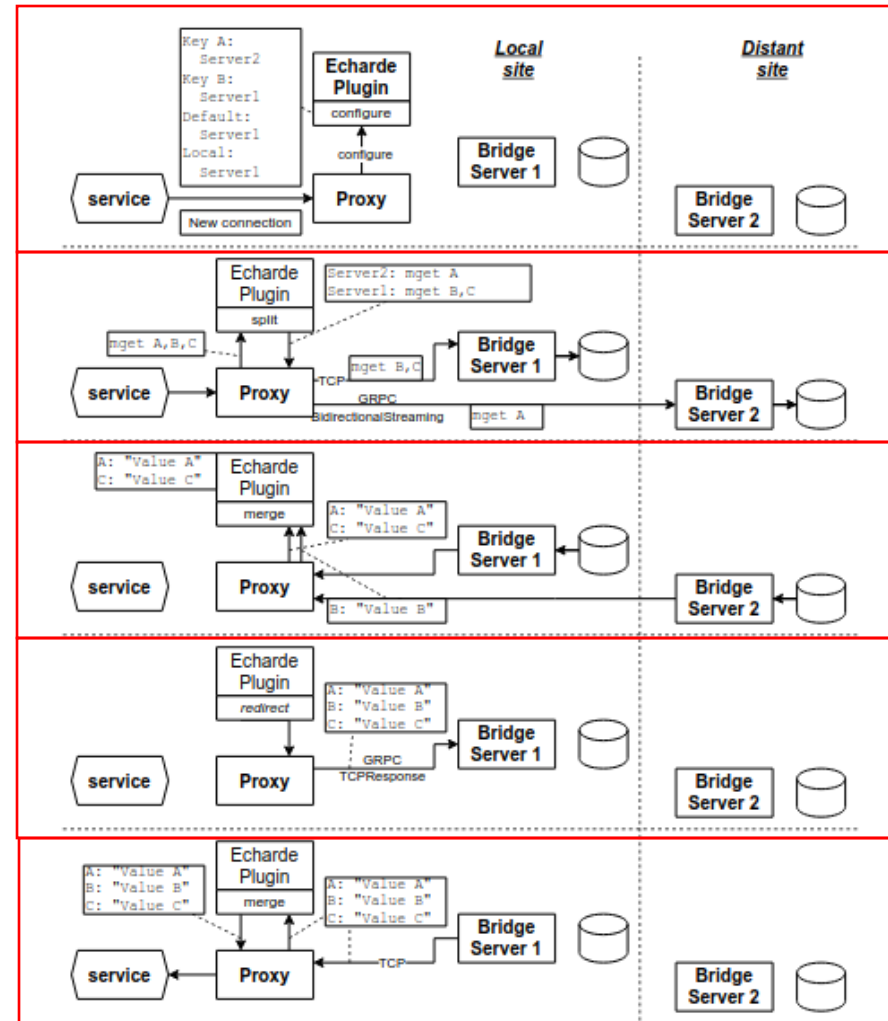 Key A:
Server2
Key B:
Server1
Default:
Server1
Local:
Server1
Echarde
Plugin
configure
configure
Local
site
Distant
site
Bridge
Server 1
Bridge
Server 2
service
New connection
Proxy
Echarde
Plugin
split
Server2: mget A
Server1: mget B,C
mget A,B,C
service
Proxy
TCP
mget B,C
Bridge
Server 1
GRPC
BidirectionalStreaming
mget A
Bridge
Server 2
A: "Value A"
C: "Value C"
Echarde
Plugin
merge
A: "Value A"
C: "Value C"
Bridge
Server 1
service
Proxy
B: "Value B"
Bridge
Server 2
Echarde
Plugin
redirect
A: "Value A"
B: "Value B"
C: "Value C"
Bridge
Server 1
service
Proxy
GRPC
TCPResponse
Bridge
Server 2
A: "Value A"
B: "Value B"
C: "Value C"
Echarde
Plugin
merge
A: "Value A"
B: "Value B"
C: "Value C"
Bridge
Server 1
service
Proxy
TCP
Bridge
Server 2